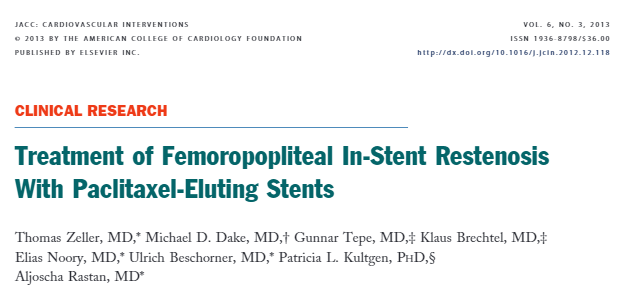 JACC: CARDIOVASCULAR INTERVENTIONS
© 2013 BY THE AMERICAN COLLEGE OF CARDIOLOGY FOUNDATION
PUBLISHED BY ELSEVIER INC.
VOL. 6, NO. 3, 2013
ISSN 1936-8798/$36.00
http://dx.doi.org/10.1016/j.jcin.2012.12.118
CLINICAL RESEARCH
Treatment of Femoropopliteal In-Stent Restenosis
With Paclitaxel-Eluting Stents
Thomas Zeller, MD,* Michael D. Dake, MD,† Gunnar Tepe, MD,‡ Klaus Brechtel, MD,‡
Elias Noory, MD,* Ulrich Beschorner, MD,* Patricia L. Kultgen, PHD,§
Aljoscha Rastan, MD*